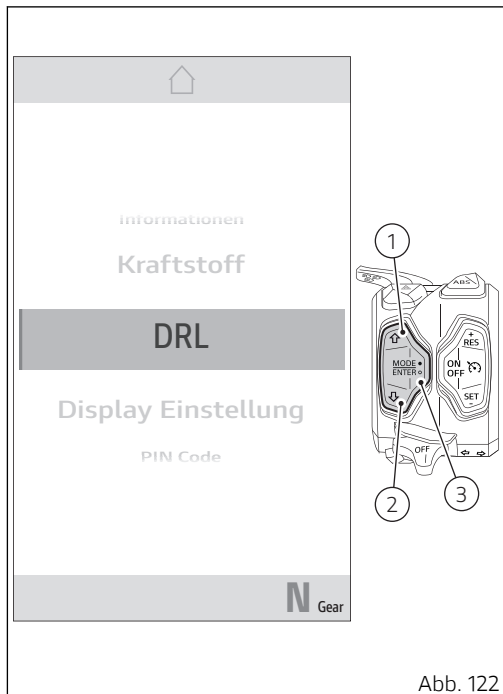 Informationen
Kraftstoff
DRL
Display Einstellung
PIN Code
N Gear
1
ABS
+
RES
MODE
ENTER
ON
OFF
SET
-
OFF
2
3
Abb. 122